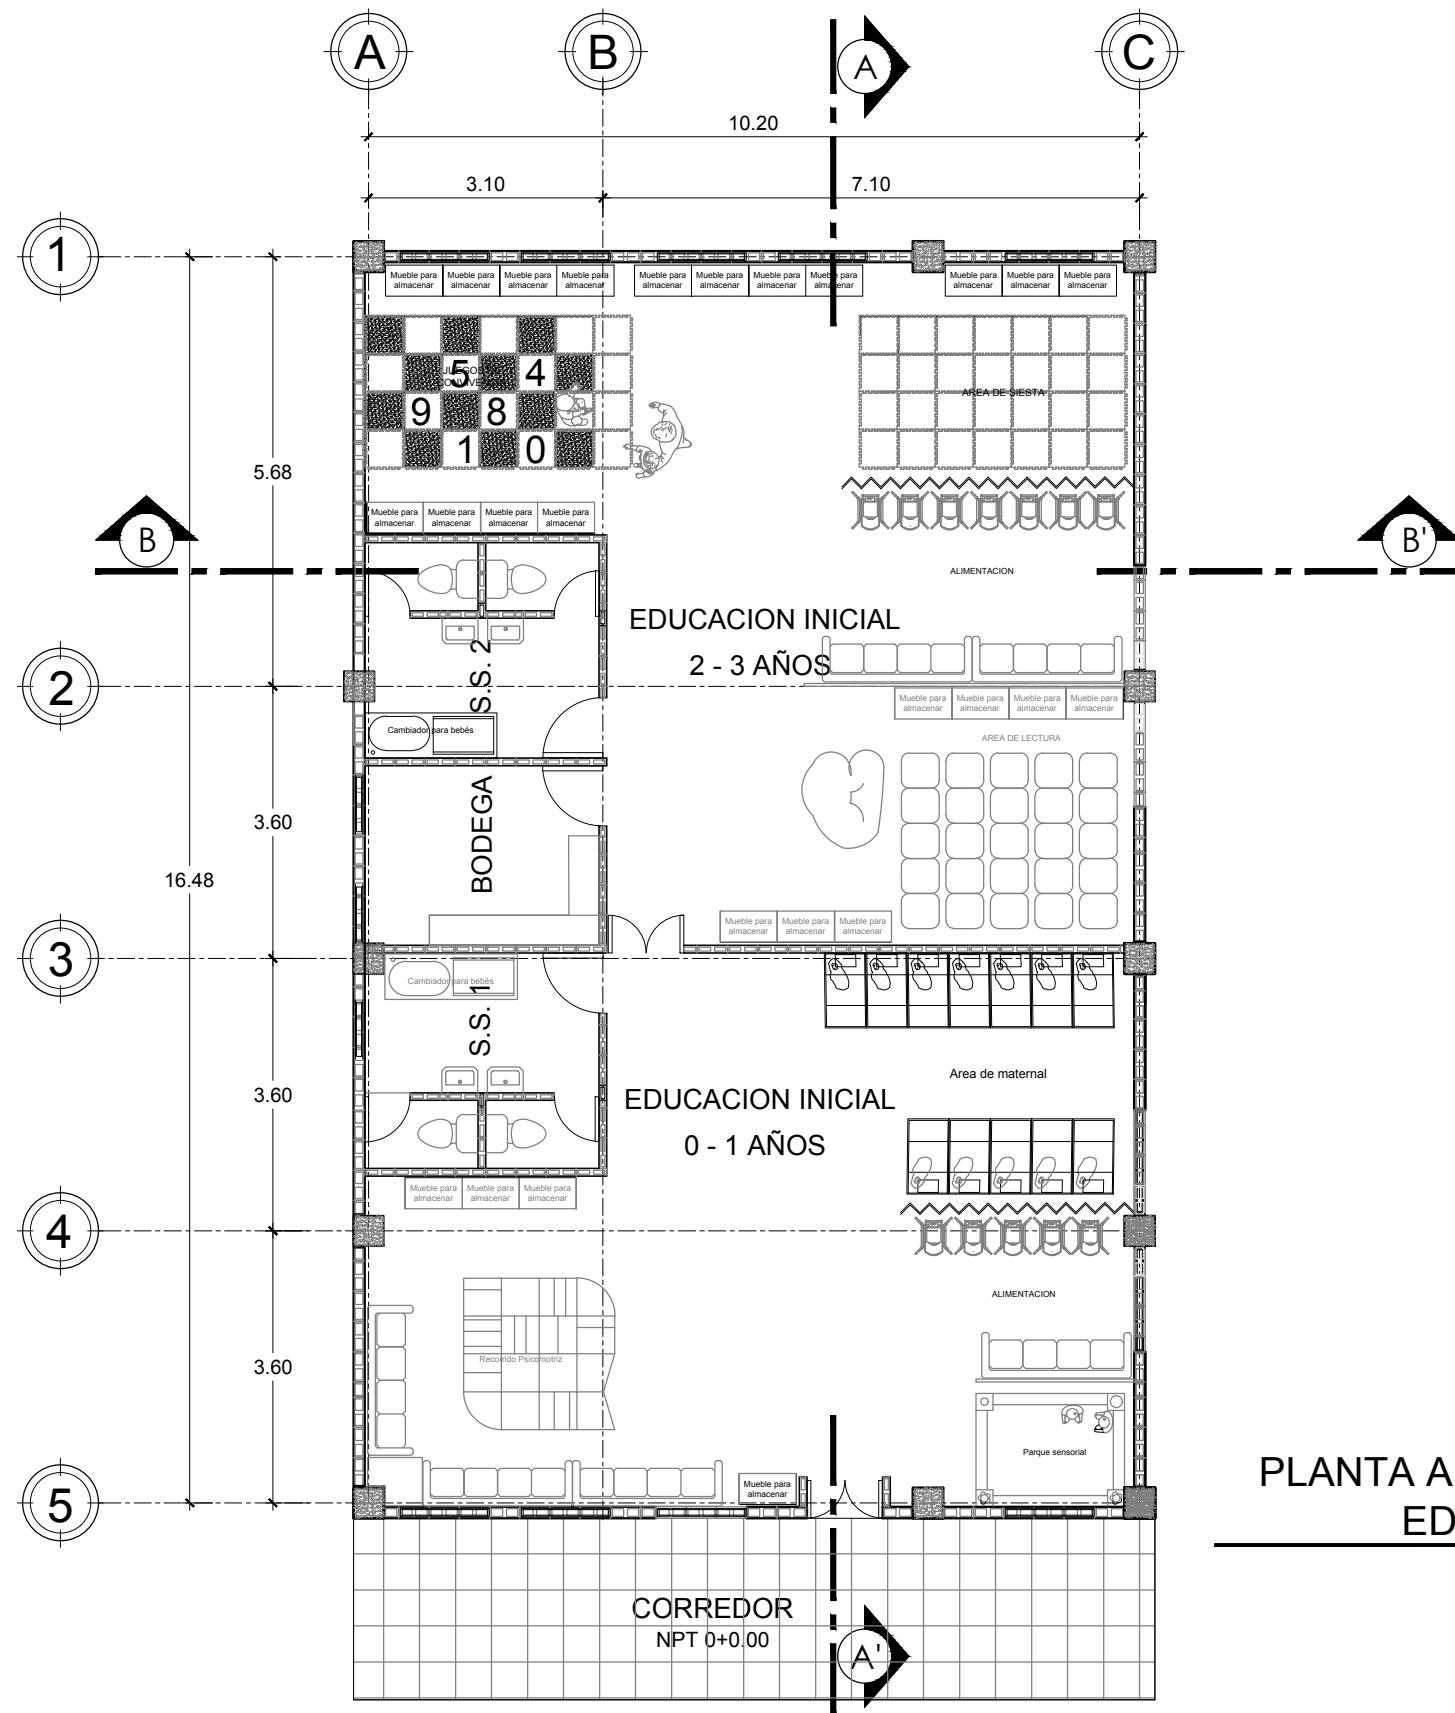 A
B
C
A
10.20
3.10
7.10
1
Mueble para
almacenar
Mueble para
almacenar
Mueble para
almacenar
Mueble para
almacenar
Mueble para
almacenar
Mueble para
almacenar
Mueble para
almacenar
Mueble para
almacenar
Mueble para
almacenar
Mueble para
almacenar
Mueble para
almacenar
5
4
JUEGOS
9
8
1
0
AREA DE SIESTA
5.68
Mueble para
almacenar
Mueble para
almacenar
Mueble para
almacenar
Mueble para
almacenar
B
B'
ALIMENTACION
EDUCACION INICIAL
2 - 3 AÑOS
S.S. 2
2
Mueble para
almacenar
Mueble para
almacenar
Mueble para
almacenar
Mueble para
almacenar
Cambiador para bebés
AREA DE LECTURA
BODEGA
3.60
16.48
Mueble para
almacenar
Mueble para
almacenar
Mueble para
almacenar
3
Cambiador para bebés
S.S. 1
Area de maternal
3.60
EDUCACION INICIAL
0 - 1 AÑOS
Mueble para
almacenar
Mueble para
almacenar
Mueble para
almacenar
4
ALIMENTACION
3.60
Recorrido Psicomotriz
Parque sensorial
Mueble para
almacenar
5
PLANTA A
ED
CORREDOR
NPT 0+0.00
A'